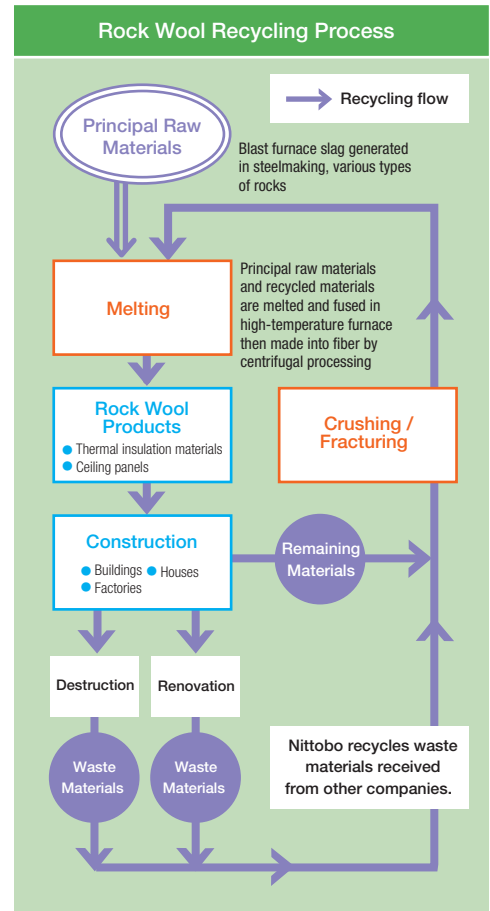 Rock Wool Recycling Process
Recycling flow
Principal Raw
Materials
Blast furnace slag generated
in steelmaking, various types
of rocks
Melting
Principal raw materials
and recycled materials
are melted and fused in
high-temperature furnace
then made into fiber by
centrifugal processing
Rock Wool
Products
● Thermal insulation materials
● Ceiling panels
Crushing /
Fracturing
Construction
● Buildings ● Houses
● Factories
Remaining
Materials
Destruction
Renovation
Waste
Materials
Waste
Materials
Nittobo recycles waste
materials received
from other companies.